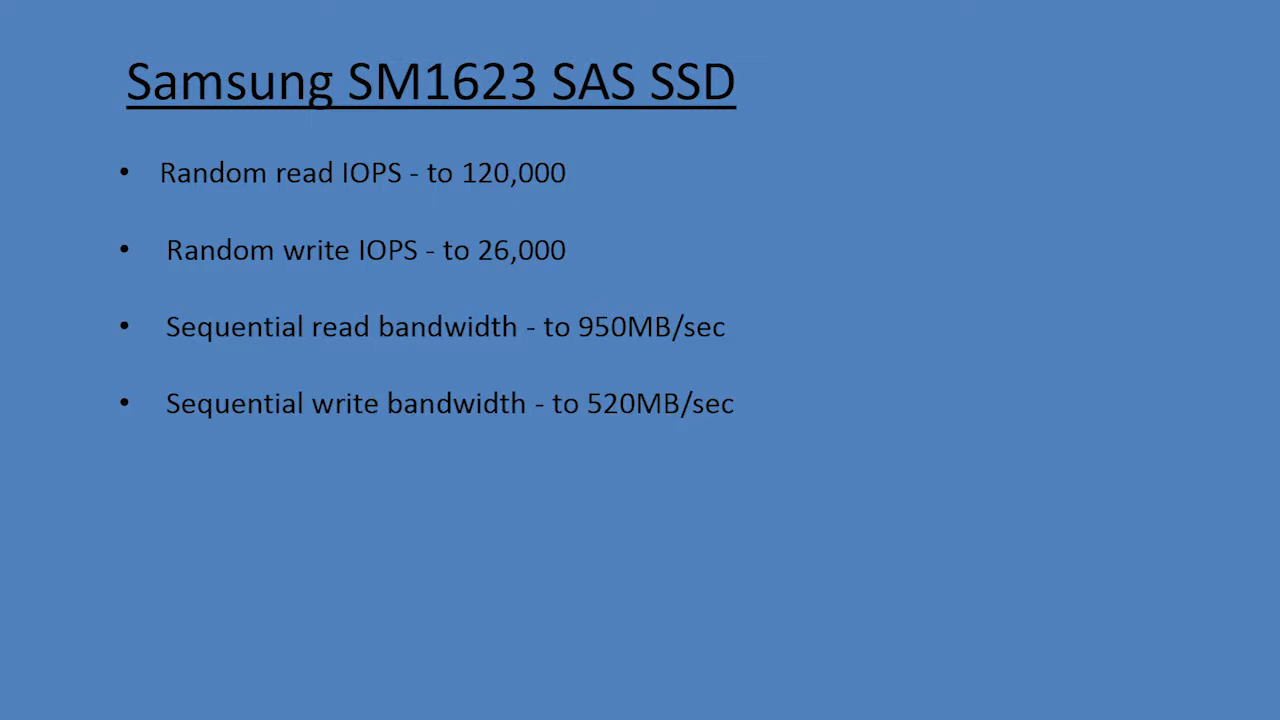 Samsung SM1623 SAS SSD
• Random read IOPS - to 120,000
• Random write IOPS - to 26,000
• Sequential read bandwidth - to 950MB/sec
• Sequential write bandwidth - to 520MB/sec